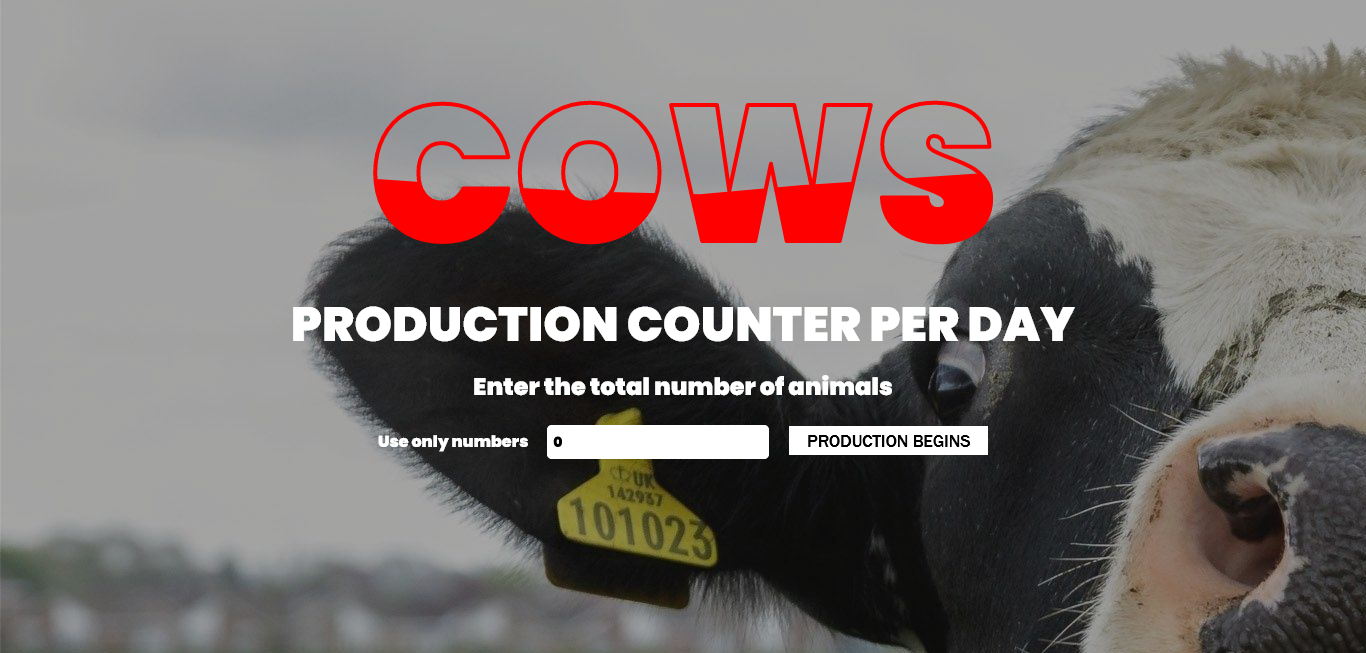 COWS
PRODUCTION COUNTER PER DAY
Enter the total number of animals
Use only numbers 0 PRODUCTION BEGINS
UK
142957
101023